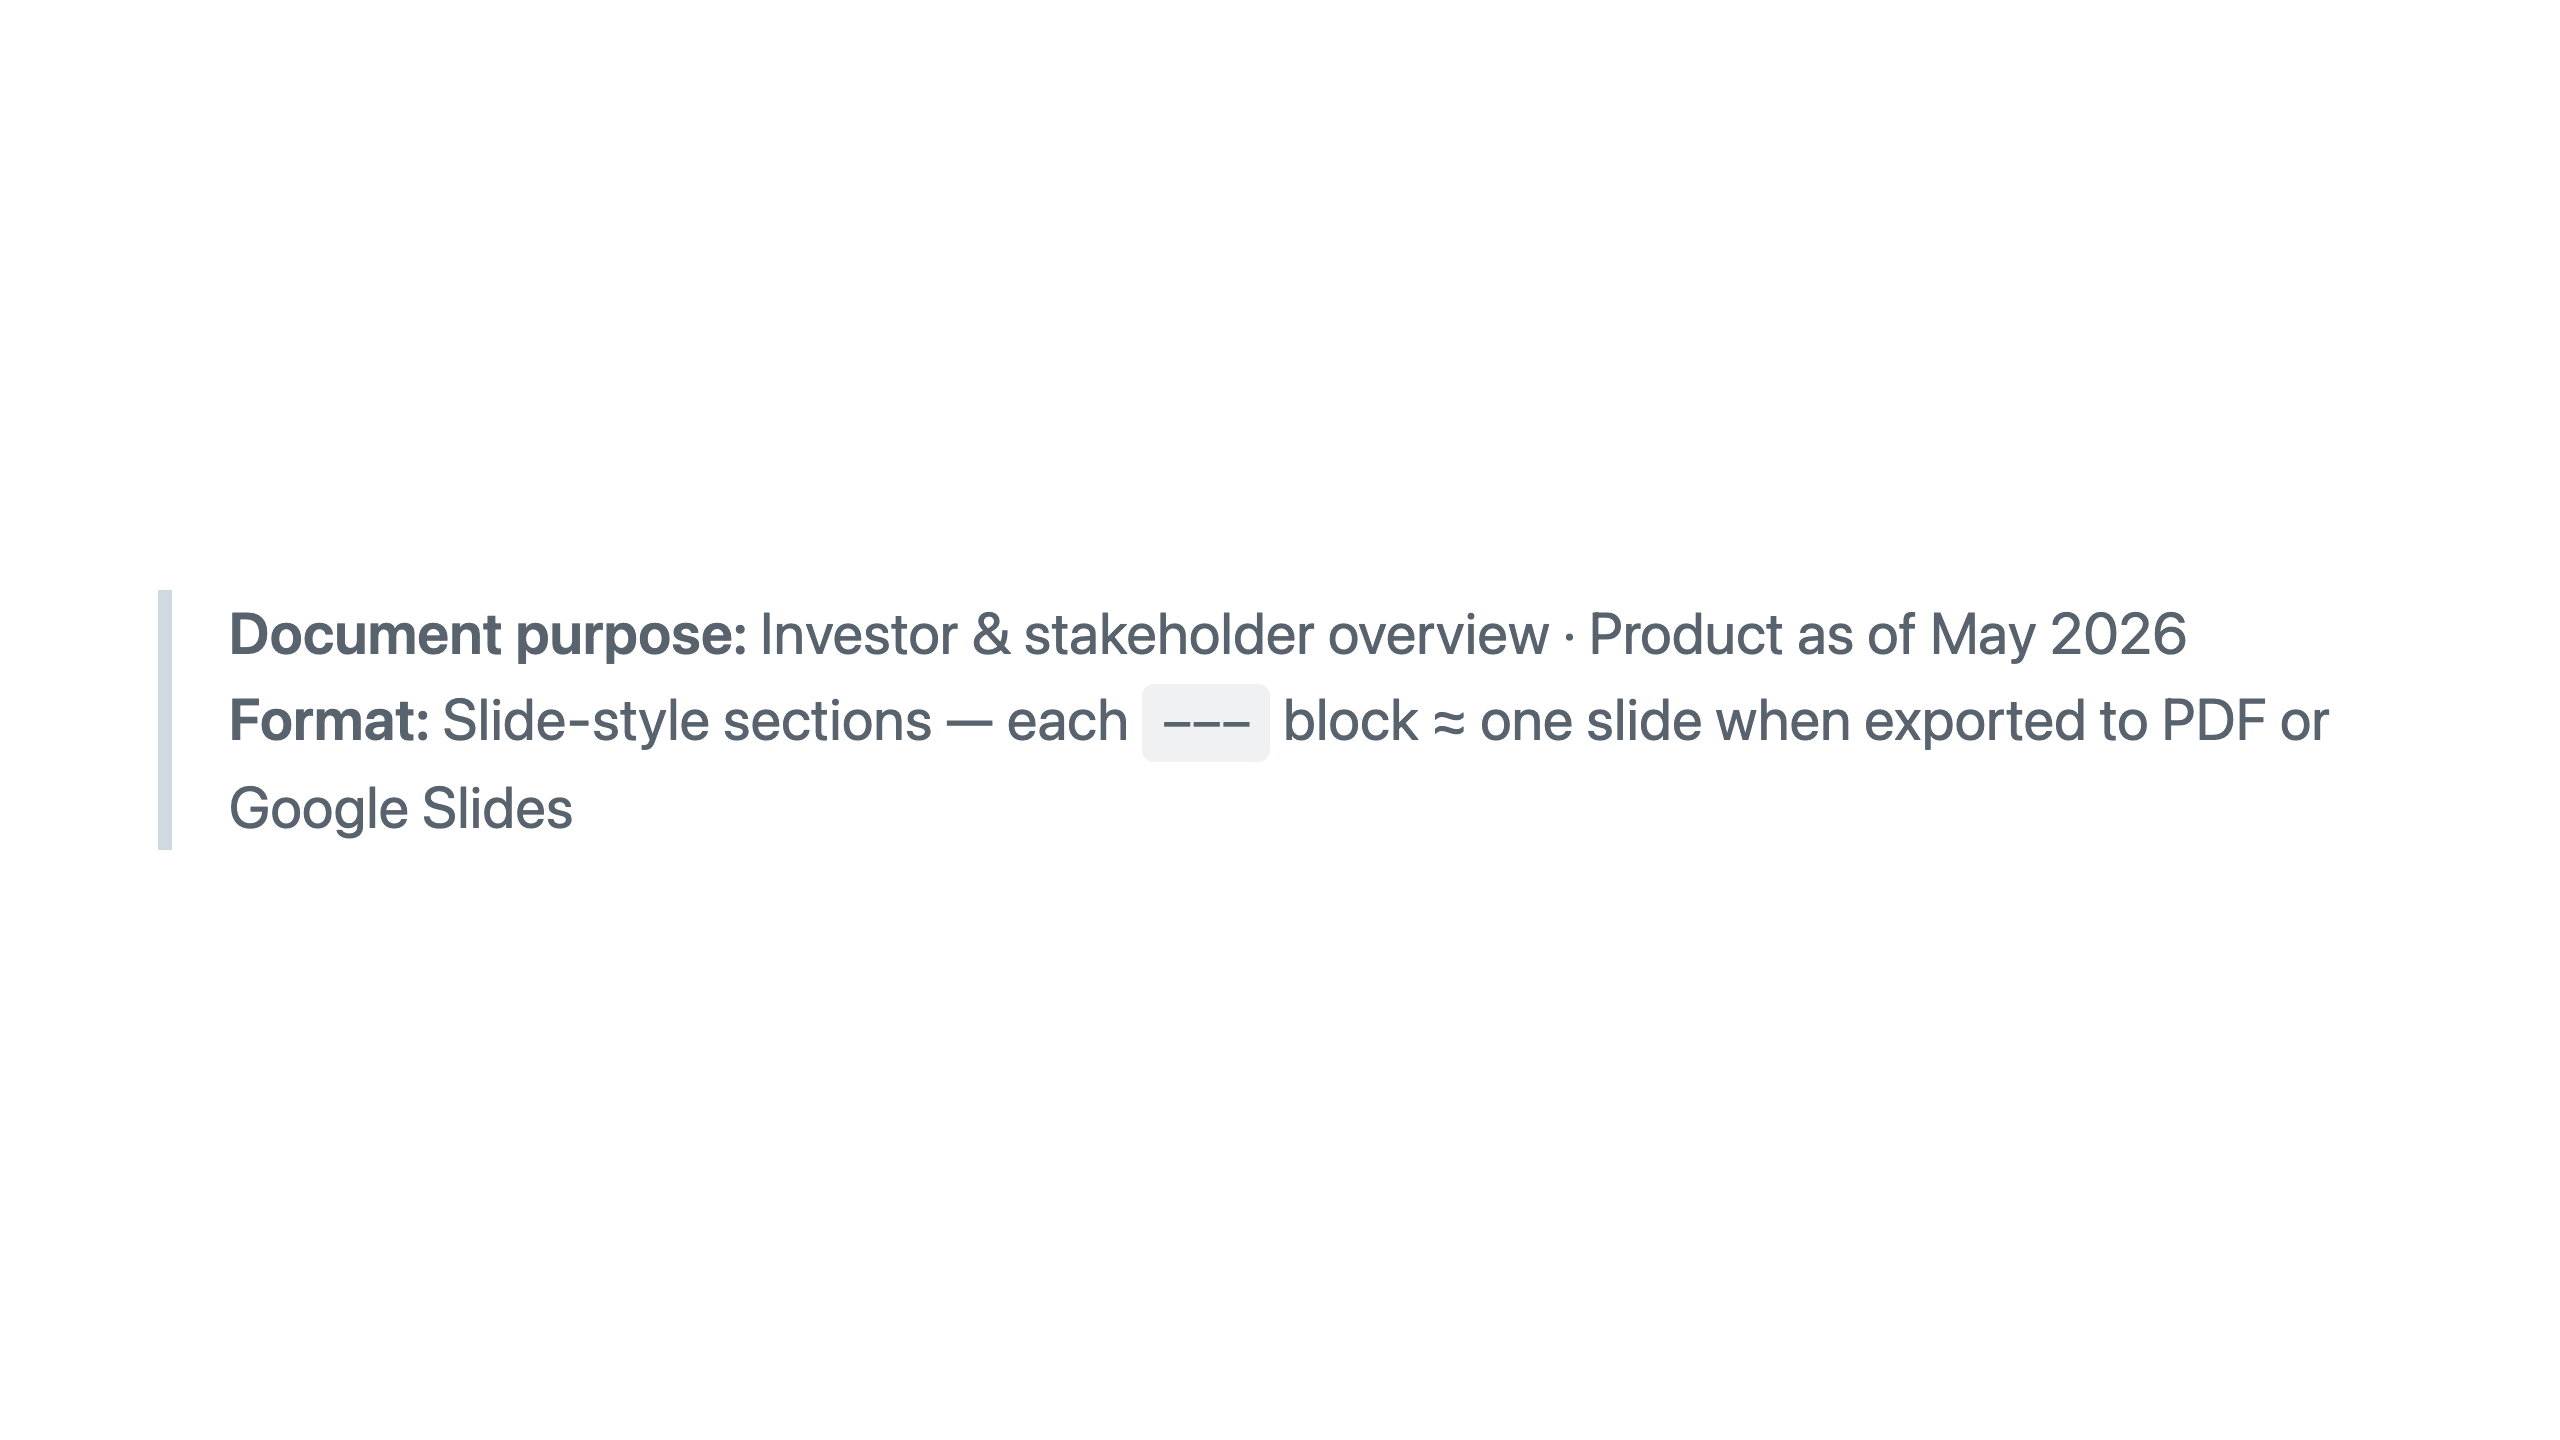 Document purpose: Investor & stakeholder overview · Product as of May 2026
Format: Slide-style sections — each --- block ≈ one slide when exported to PDF or
Google Slides